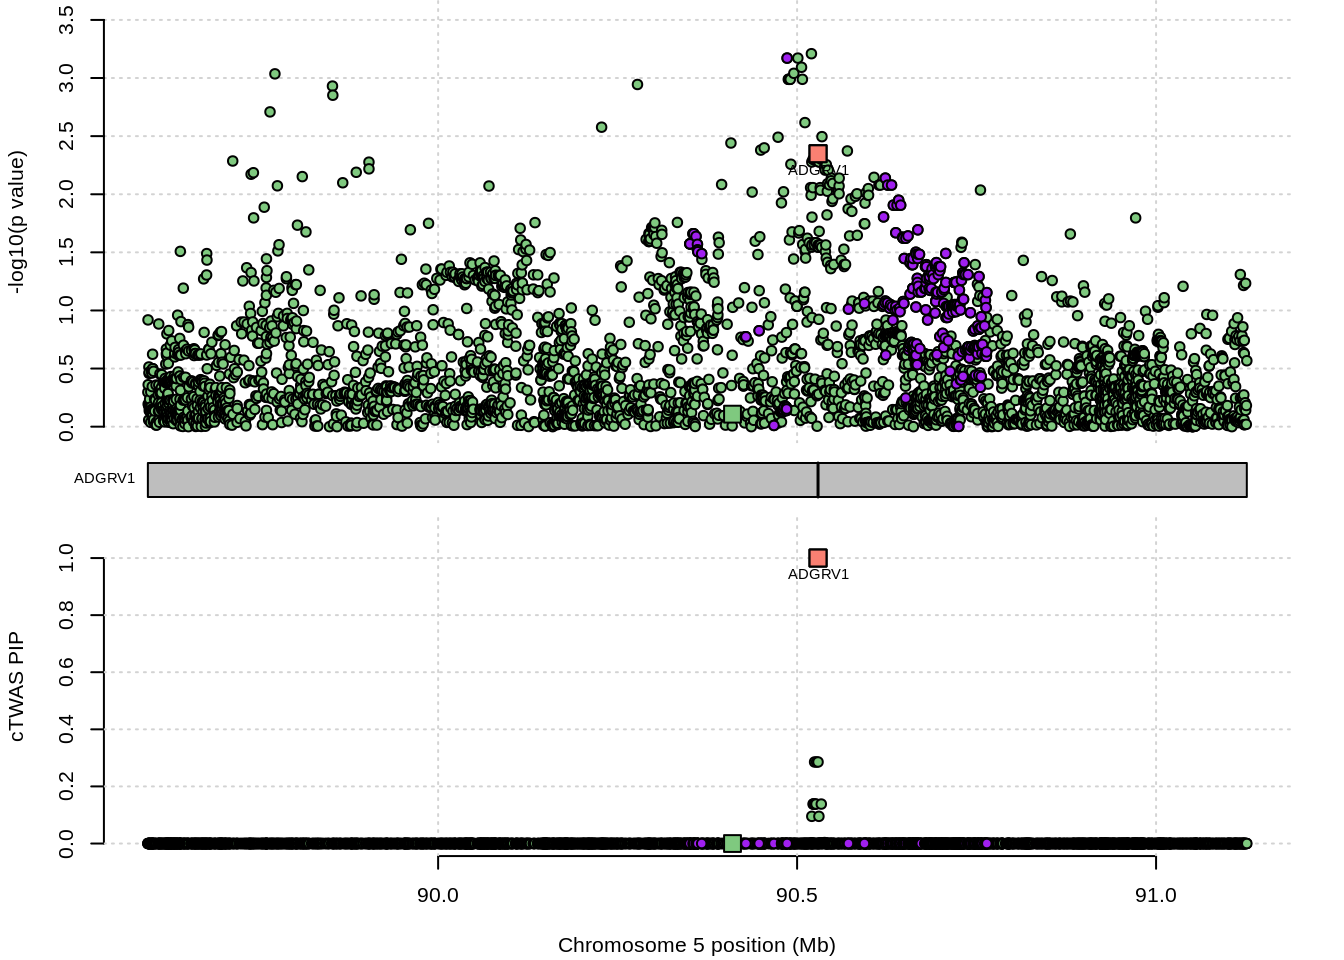 3.5
3.0
2.5
2.0
1.5
1.0
0.5
0.0
-log10(p value)
ADGRV1
ADGRV1
1.0
0.8
0.6
0.4
0.2
0.0
cTWAS PIP
ADGRV1
90.0 90.5 91.0
Chromosome 5 position (Mb)